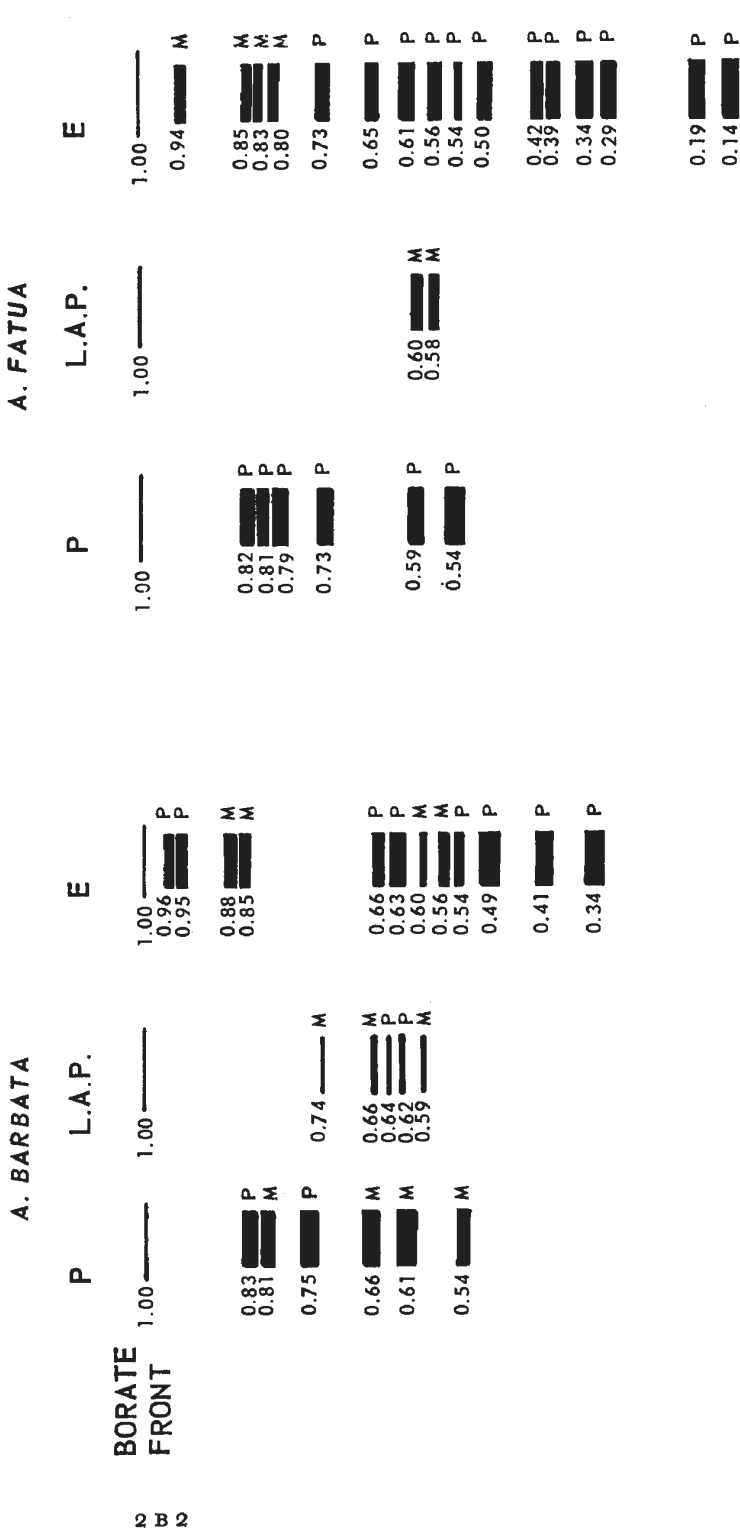 A. BARBATA
A. FATUA
P
L.A.P.
E
P
L.A.P.
E
BORATE
FRONT
1.00
0.83 P
0.81 M
0.75 P
0.66 M
0.61 M
0.54 M
1.00
0.74 M
0.66 M
0.64 P
0.62 P
0.59 M
1.00
0.96 P
0.95 P
0.88 M
0.85 M
0.66 P
0.63 P
0.60 M
0.56 M
0.54 P
0.49 P
0.41 P
0.34 P
1.00
0.82 P
0.81 P
0.79 P
0.73 P
0.59 P
0.54 P
1.00
0.60 M
0.58 M
1.00
0.94 M
0.85 M
0.83 M
0.80 M
0.73 P
0.65 P
0.61 P
0.56 P
0.54 P
0.50 P
0.42 P
0.39 P
0.34 P
0.29 P
0.19 P
0.14 P
2 B 2